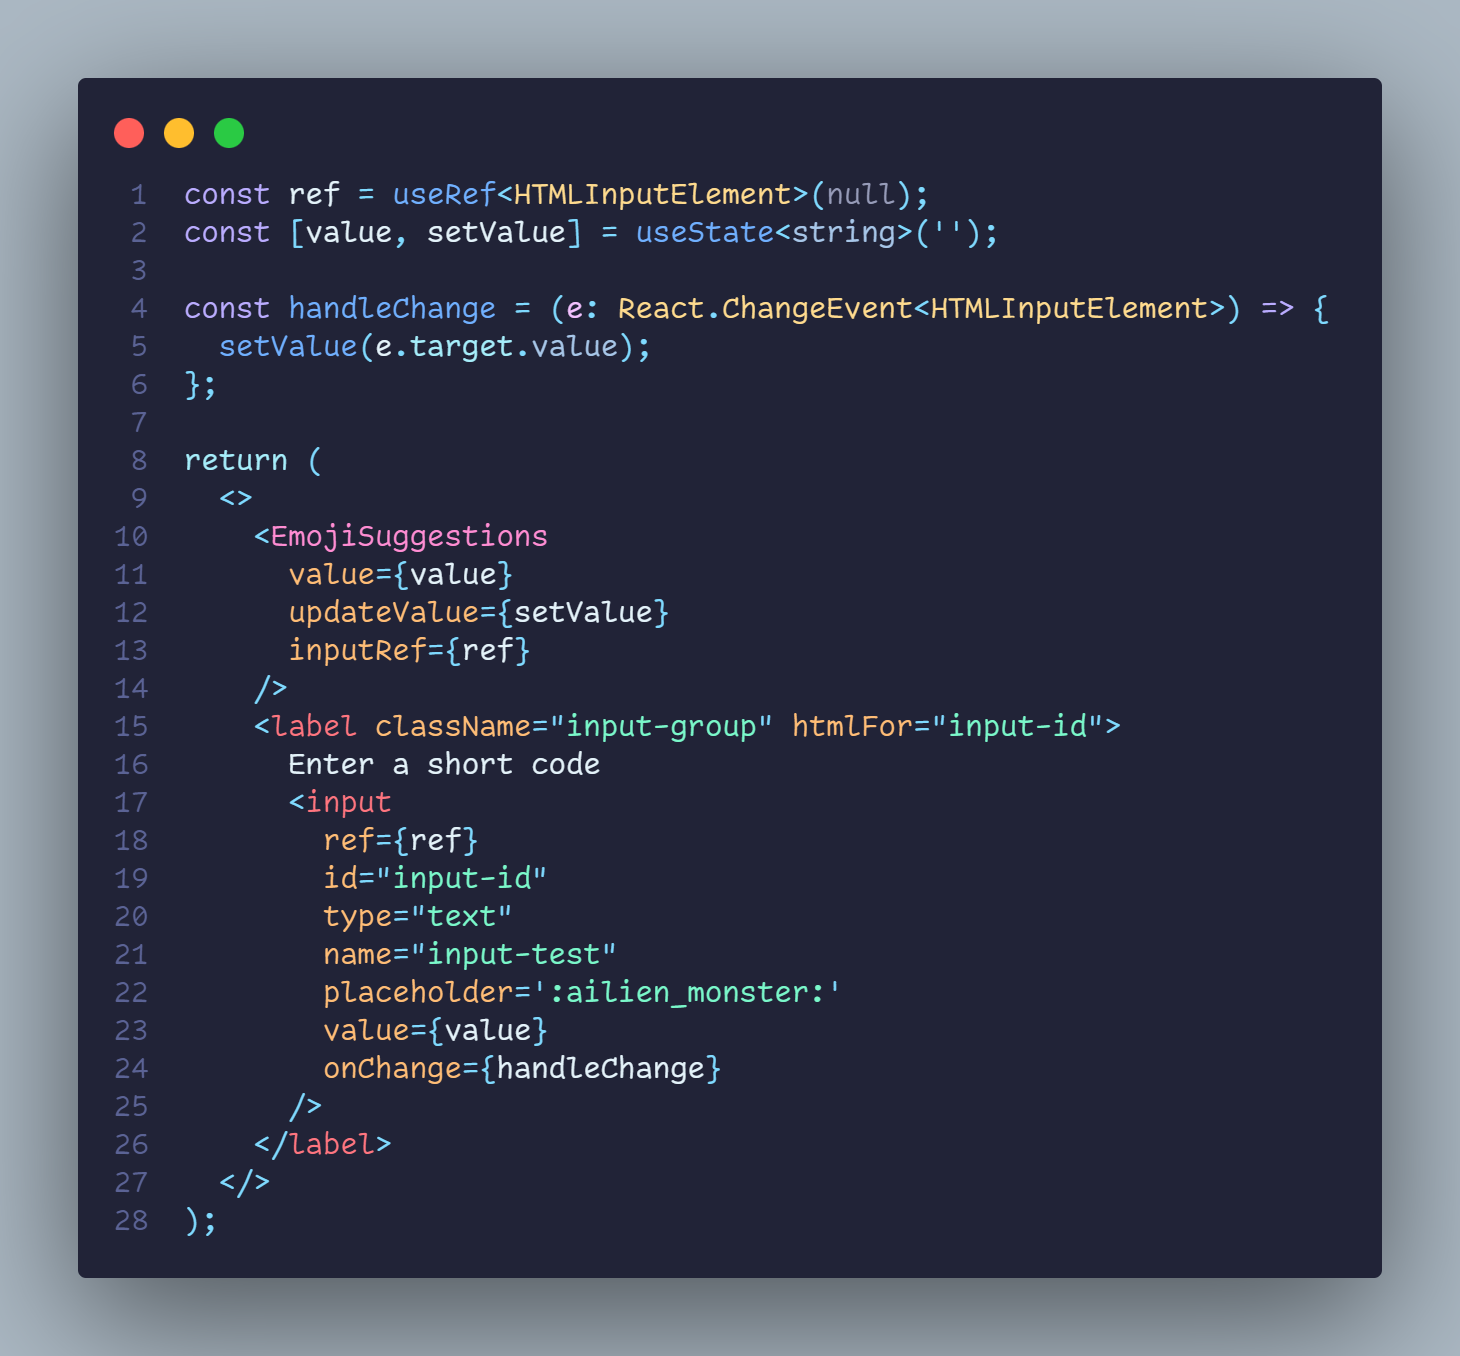 1 const ref = useRef<HTMLInputElement>(null);
2 const [value, setValue] = useState<string>('');
3
4 const handleChange = (e: React.ChangeEvent<HTMLInputElement>) => {
5   setValue(e.target.value);
6 };
7
8 return (
9   <>
10     <EmojiSuggestions
11       value={value}
12       updateValue={setValue}
13       inputRef={ref}
14     />
15     <label className="input-group" htmlFor="input-id">
16       Enter a short code
17       <input
18         ref={ref}
19         id="input-id"
20         type="text"
21         name="input-test"
22         placeholder=':ailien_monster:'
23         value={value}
24         onChange={handleChange}
25       />
26     </label>
27   </>
28 );